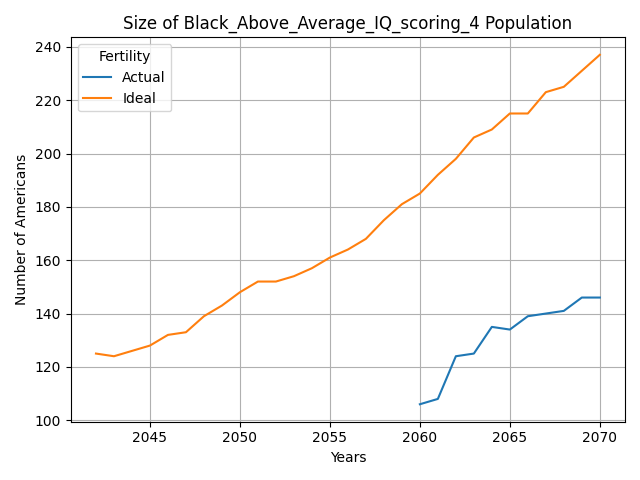 Size of Black_Above_Average_IQ_scoring_4 Population
Number of Americans
240
220
200
180
160
140
120
100
Fertility
Actual
Ideal
2045 2050 2055 2060 2065 2070
Years